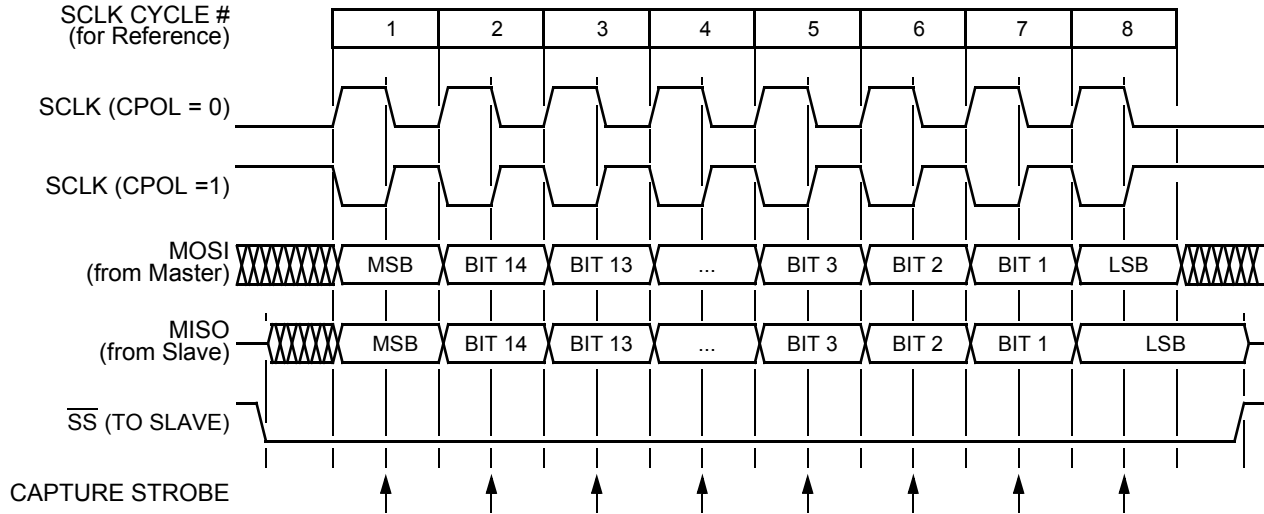 SCLK CYCLE #
(for Reference)
1 2 3 4 5 6 7 8
SCLK (CPOL = 0)
SCLK (CPOL =1)
MOSI
(from Master)
MSB BIT 14 BIT 13 ... BIT 3 BIT 2 BIT 1 LSB
MISO
(from Slave)
MSB BIT 14 BIT 13 ... BIT 3 BIT 2 BIT 1 LSB
SS (TO SLAVE)
CAPTURE STROBE